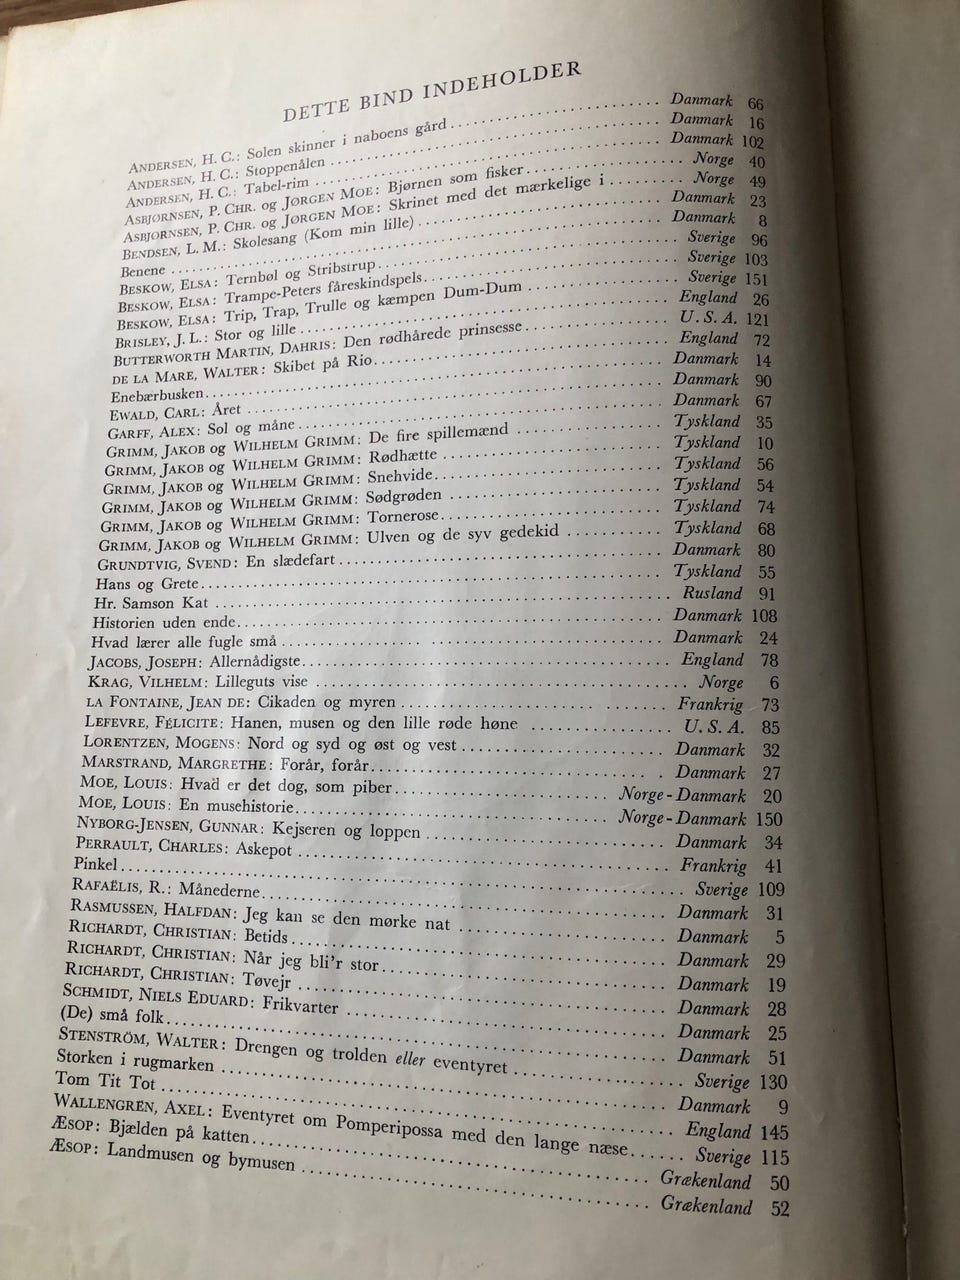 DETTE BIND INDEHOLDER
ANDERSEN, H. C.: Solen skinner i naboens gård ........ Danmark 66
ANDERSEN, H. C.: Stoppenålen ........ Danmark 16
ANDERSEN, H. C.: Tabel-rim ........ Danmark 102
ASBJØRNSEN, P. CHR. og JØRGEN MOE: Bjørnen som fisker ........ Norge 40
ASBJØRNSEN, P. CHR. og JØRGEN MOE: Skrinet med det mærkelige i ........ Norge 49
BENDSEN, L. M.: Skolesang (Kom min lille) ........ Danmark 23
Benene ........ Danmark 8
BESKOW, ELSA: Ternbøl og Stribstrup ........ Sverige 96
BESKOW, ELSA: Trampe-Peters fåreskindspels ........ Sverige 103
BESKOW, ELSA: Trip, Trap, Trulle og kæmpen Dum-Dum ........ Sverige 151
BRISLEY, J. L.: Stor og lille ........ England 26
BUTTERWORTH MARTIN, DAHRIS: Den rødhårede prinsesse ........ U. S. A. 121
DE LA MARE, WALTER: Skibet på Rio ........ England 72
Enebærbusken ........ Danmark 14
EWALD, CARL: Året ........ Danmark 90
GARFF, ALEX: Sol og måne ........ Danmark 67
GRIMM, JAKOB og WILHELM GRIMM: De fire spillemænd ........ Tyskland 35
GRIMM, JAKOB og WILHELM GRIMM: Rødhætte ........ Tyskland 10
GRIMM, JAKOB og WILHELM GRIMM: Snehvide ........ Tyskland 56
GRIMM, JAKOB og WILHELM GRIMM: Sødgrøden ........ Tyskland 54
GRIMM, JAKOB og WILHELM GRIMM: Tornerose ........ Tyskland 74
GRIMM, JAKOB og WILHELM GRIMM: Ulven og de syv gedekid ........ Tyskland 68
GRUNDTVIG, SVEND: En slædefart ........ Danmark 80
Hans og Grete ........ Tyskland 55
Hr. Samson Kat ........ Rusland 91
Historien uden ende ........ Danmark 108
Hvad lærer alle fugle små ........ Danmark 24
JACOBS, JOSEPH: Allernådigste ........ England 78
KRAG, VILHELM: Lilleguts vise ........ Norge 6
LA FONTAINE, JEAN DE: Cikaden og myren ........ Frankrig 73
LEFEVRE, FÉLICITE: Hanen, musen og den lille røde høne ........ U. S. A. 85
LORENTZEN, MOGENS: Nord og syd og øst og vest ........ Danmark 32
MARSTRAND, MARGRETHE: Forår, forår ........ Danmark 27
MOE, LOUIS: Hvad er det dog, som piber ........ Norge-Danmark 20
MOE, LOUIS: En musehistorie ........ Norge-Danmark 150
NYBORG-JENSEN, GUNNAR: Kejseren og loppen ........ Danmark 34
PERRAULT, CHARLES: Askepot ........ Frankrig 41
Pinkel ........ Sverige 109
RAFAËLIS, R.: Månederne ........ Danmark 31
RASMUSSEN, HALFDAN: Jeg kan se den mørke nat ........ Danmark 5
RICHARDT, CHRISTIAN: Betids ........ Danmark 29
RICHARDT, CHRISTIAN: Når jeg bli'r stor ........ Danmark 19
RICHARDT, CHRISTIAN: Tøvejr ........ Danmark 28
SCHMIDT, NIELS EDUARD: Frikvarter ........ Danmark 25
(De) små folk ........ Danmark 51
STENSTRÖM, WALTER: Drengen og trolden eller eventyret ........ Sverige 130
Storken i rugmarken ........ Danmark 9
Tom Tit Tot ........ England 145
WALLENGREN, AXEL: Eventyret om Pomperipossa med den lange næse ........ Sverige 115
ÆSOP: Bjælden på katten ........ Grækenland 50
ÆSOP: Landmusen og bymusen ........ Grækenland 52